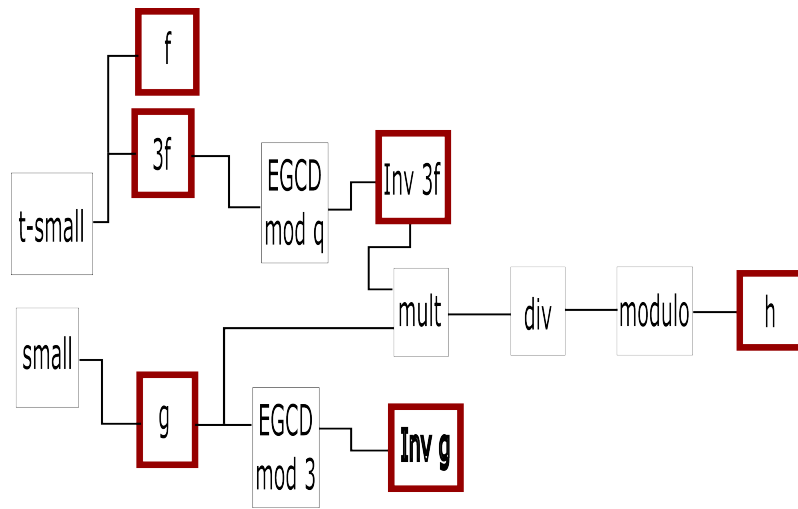 f
3f
t-small
EGCD
mod q
Inv 3f
small
g
EGCD
mod 3
Inv g
mult
div
modulo
h